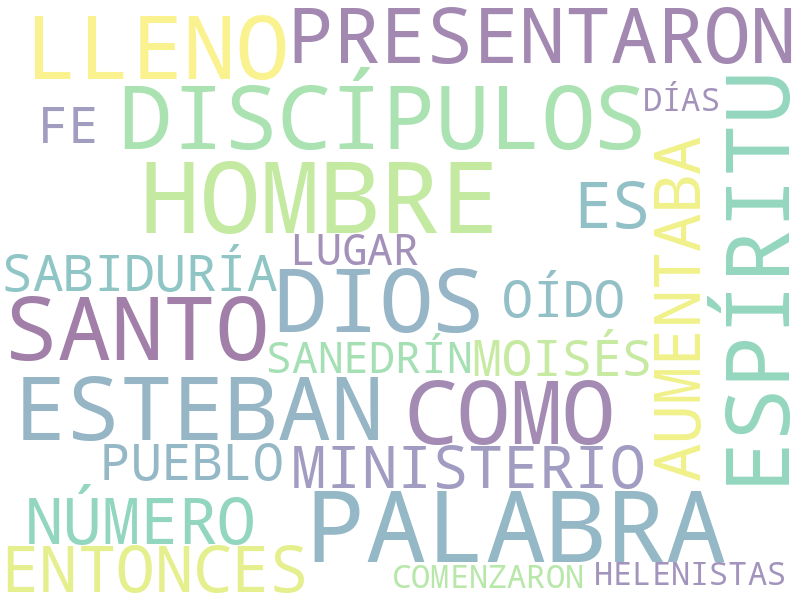 LLENO
PRESENTARON
FE
DISCÍPULOS
DÍAS
HOMBRE
ES
AUMENTABA
ESPÍRITU
LUGAR
SABIDURÍA
DIOS
OÍDO
SANTO
SANEDRÍN
MOISÉS
ESTEBAN
COMO
PUEBLO
MINISTERIO
NÚMERO
PALABRA
ENTONCES
COMENZARON
HELENISTAS